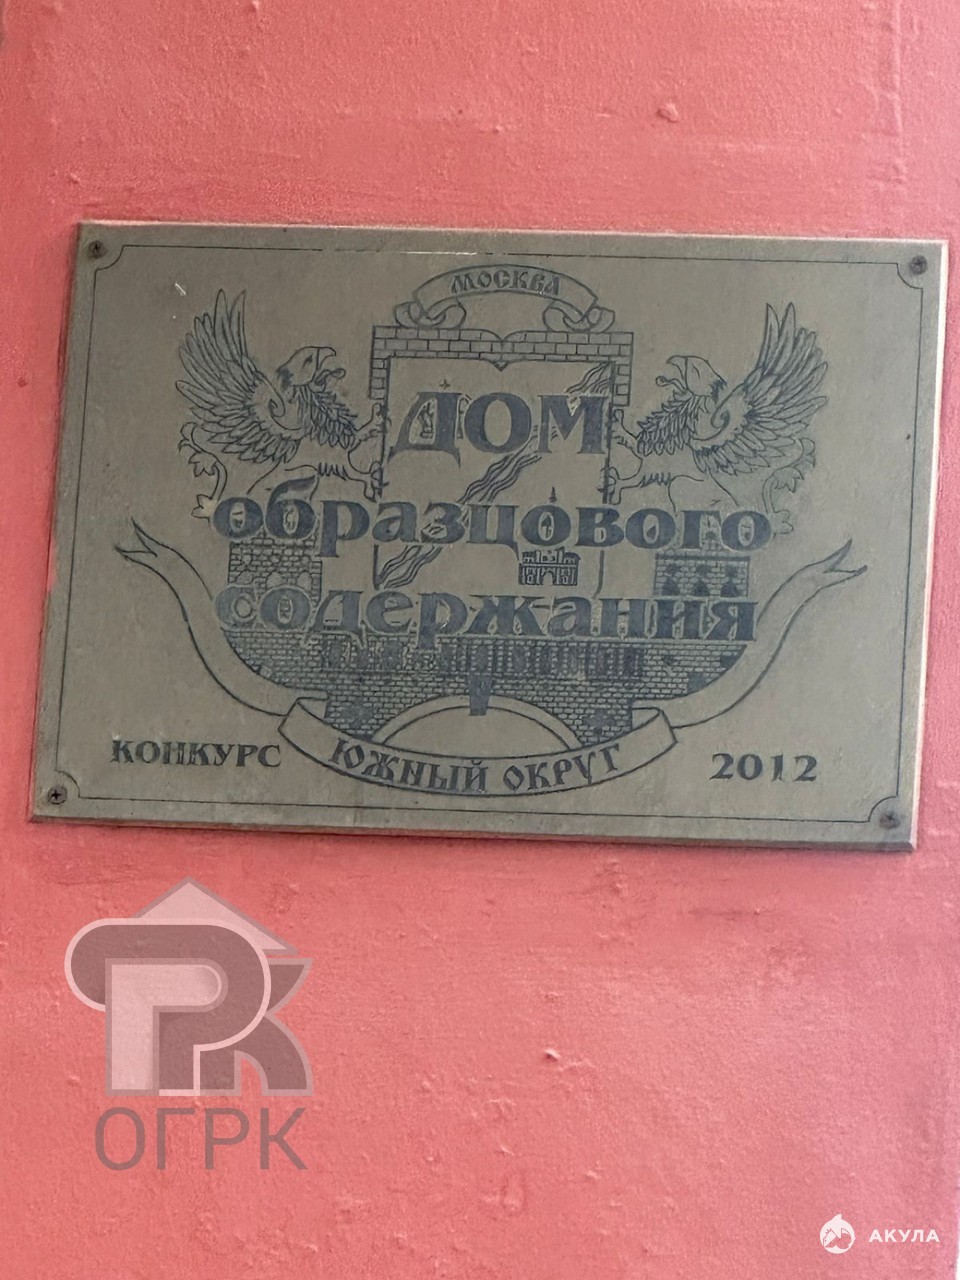 МОСКВА
ДОМ
образцового
содержания
КОНКУРС ЮЖНЫЙ ОКРУГ 2012
ОГРК
АКУЛА